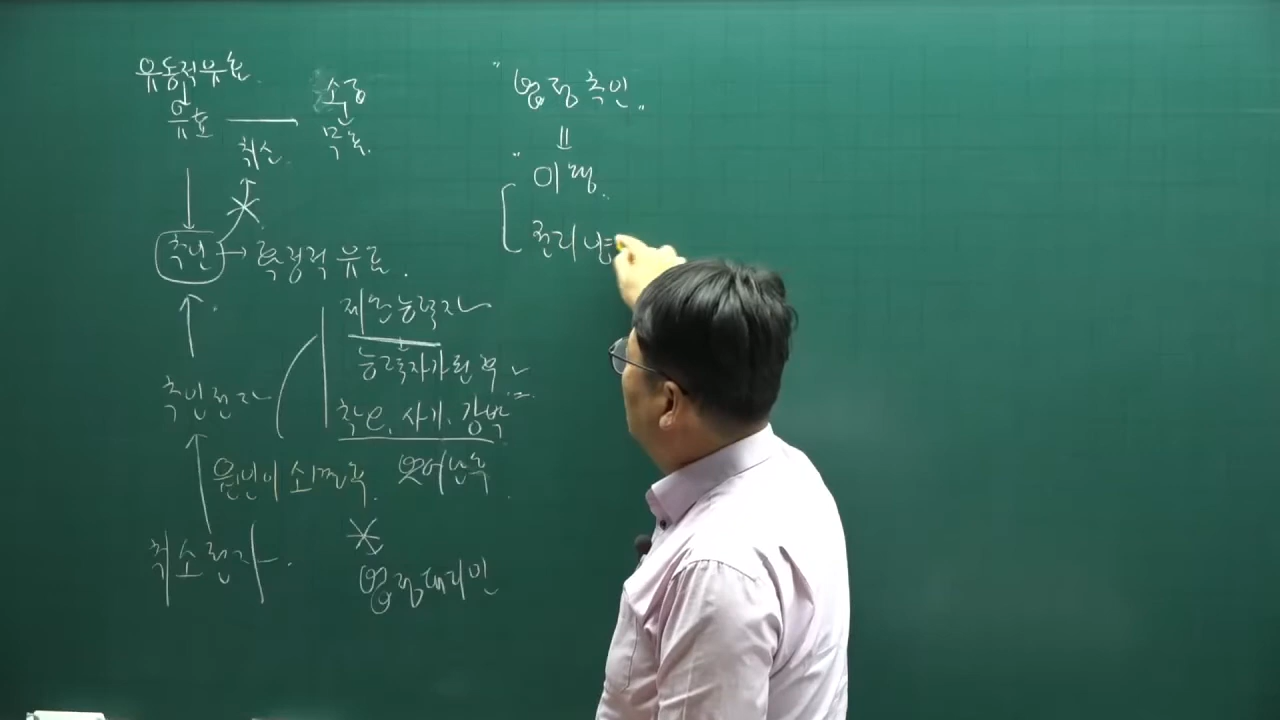 유동적유효.
유효 — 소급
무효.
취소.
추인 → 확정적 유효.
제한능력자
능력자가 된 후
추인권자
착오, 사기, 강박
원인이 소멸후. 벗어난후.
취소권자.
법정대리인
"법정추인"
=
"이행.
권리